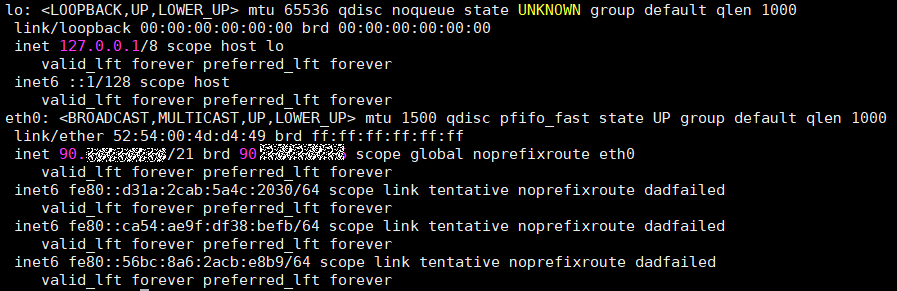 lo: <LOOPBACK,UP,LOWER_UP> mtu 65536 qdisc noqueue state UNKNOWN group default qlen 1000
link/loopback 00:00:00:00:00:00 brd 00:00:00:00:00:00
inet 127.0.0.1/8 scope host lo
valid_lft forever preferred_lft forever
inet6 ::1/128 scope host
valid_lft forever preferred_lft forever
eth0: <BROADCAST,MULTICAST,UP,LOWER_UP> mtu 1500 qdisc pfifo_fast state UP group default qlen 1000
link/ether 52:54:00:4d:d4:49 brd ff:ff:ff:ff:ff:ff
inet 90. /21 brd 90 scope global noprefixroute eth0
valid_lft forever preferred_lft forever
inet6 fe80::d31a:2cab:5a4c:2030/64 scope link tentative noprefixroute dadfailed
valid_lft forever preferred_lft forever
inet6 fe80::ca54:ae9f:df38:befb/64 scope link tentative noprefixroute dadfailed
valid_lft forever preferred_lft forever
inet6 fe80::56bc:8a6:2acb:e8b9/64 scope link tentative noprefixroute dadfailed
valid_lft forever preferred_lft forever